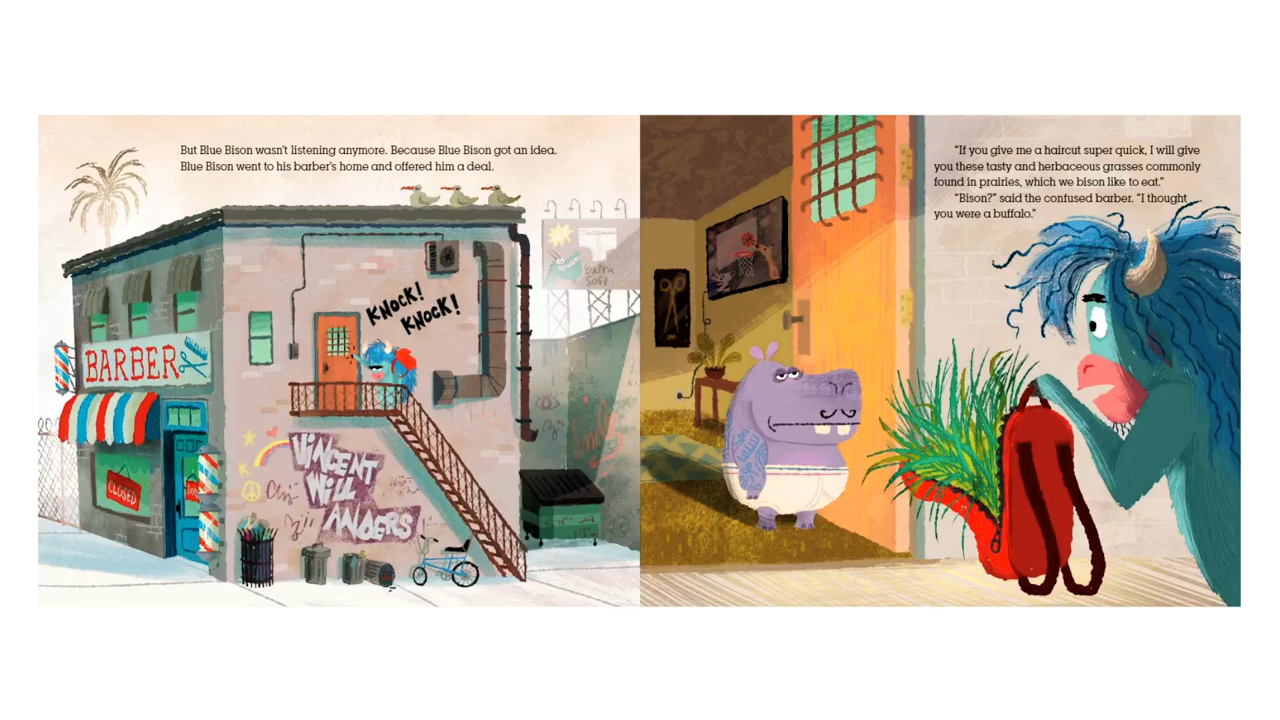 But Blue Bison wasn't listening anymore. Because Blue Bison got an idea.
Blue Bison went to his barber's home and offered him a deal.
KNOCK!
KNOCK!
BARBER
CLOSED
extra
soft
VINCENT
WILL
ANDERS
"If you give me a haircut super quick, I will give
you these tasty and herbaceous grasses commonly
found in prairies, which we bison like to eat."
"Bison?" said the confused barber. "I thought
you were a buffalo."